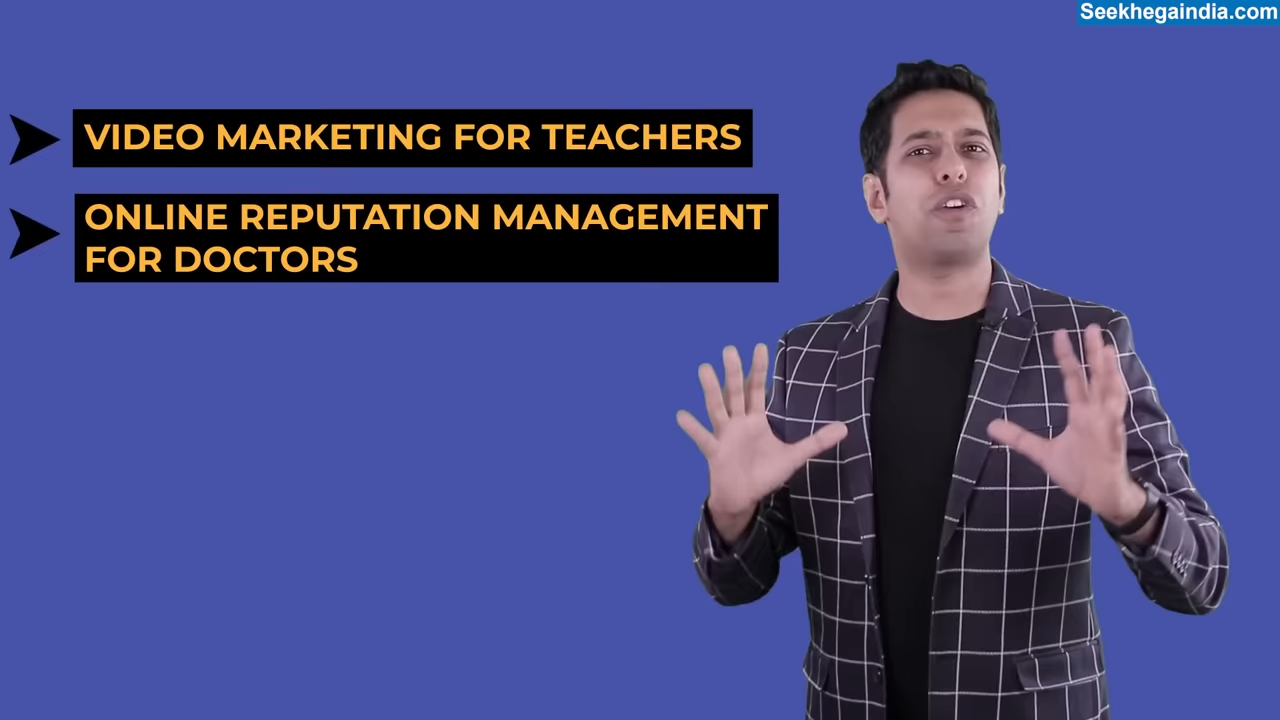 Seekhegaindia.com
VIDEO MARKETING FOR TEACHERS
ONLINE REPUTATION MANAGEMENT
FOR DOCTORS